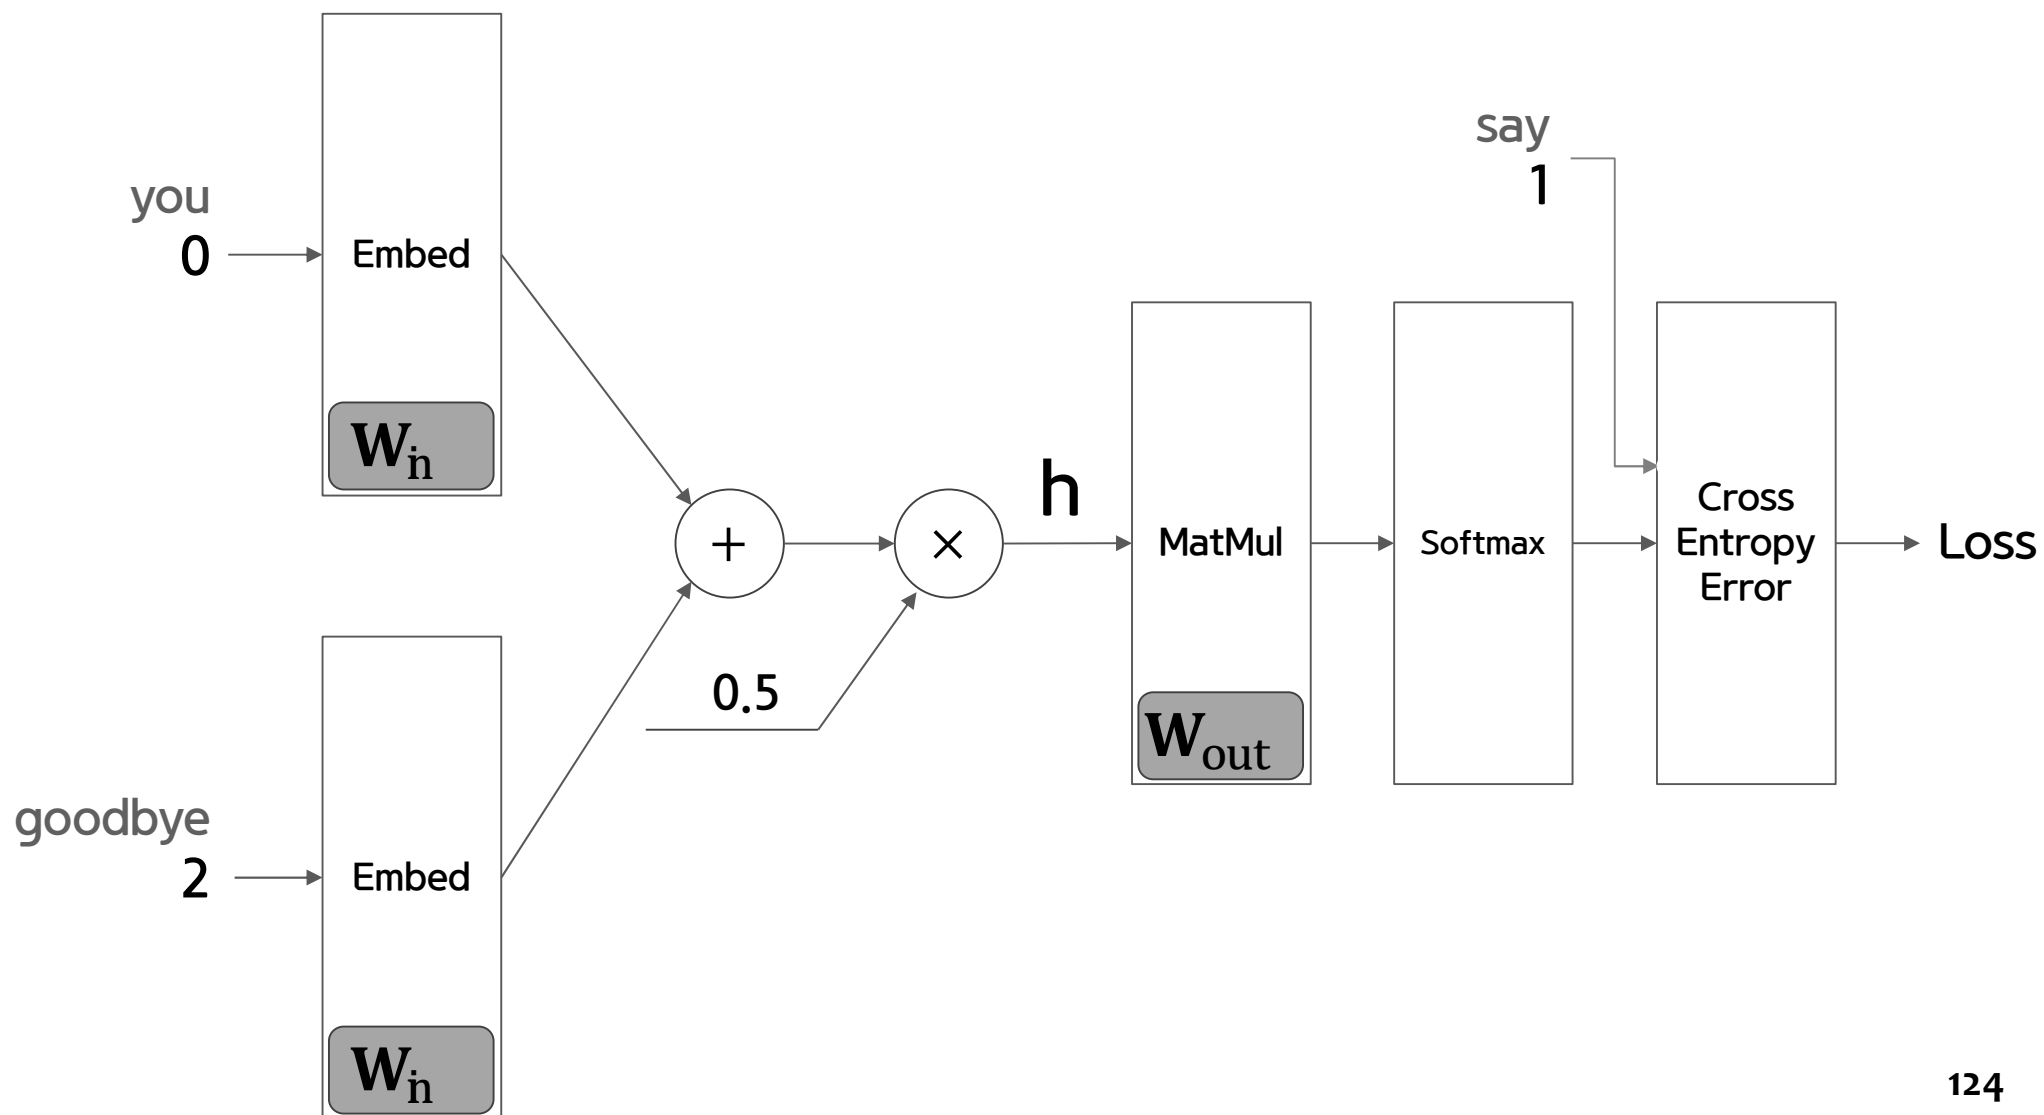 you
0
Embed
W_in
goodbye
2
Embed
W_in
+
0.5
×
h
MatMul
W_out
Softmax
say
1
Cross
Entropy
Error
Loss
124